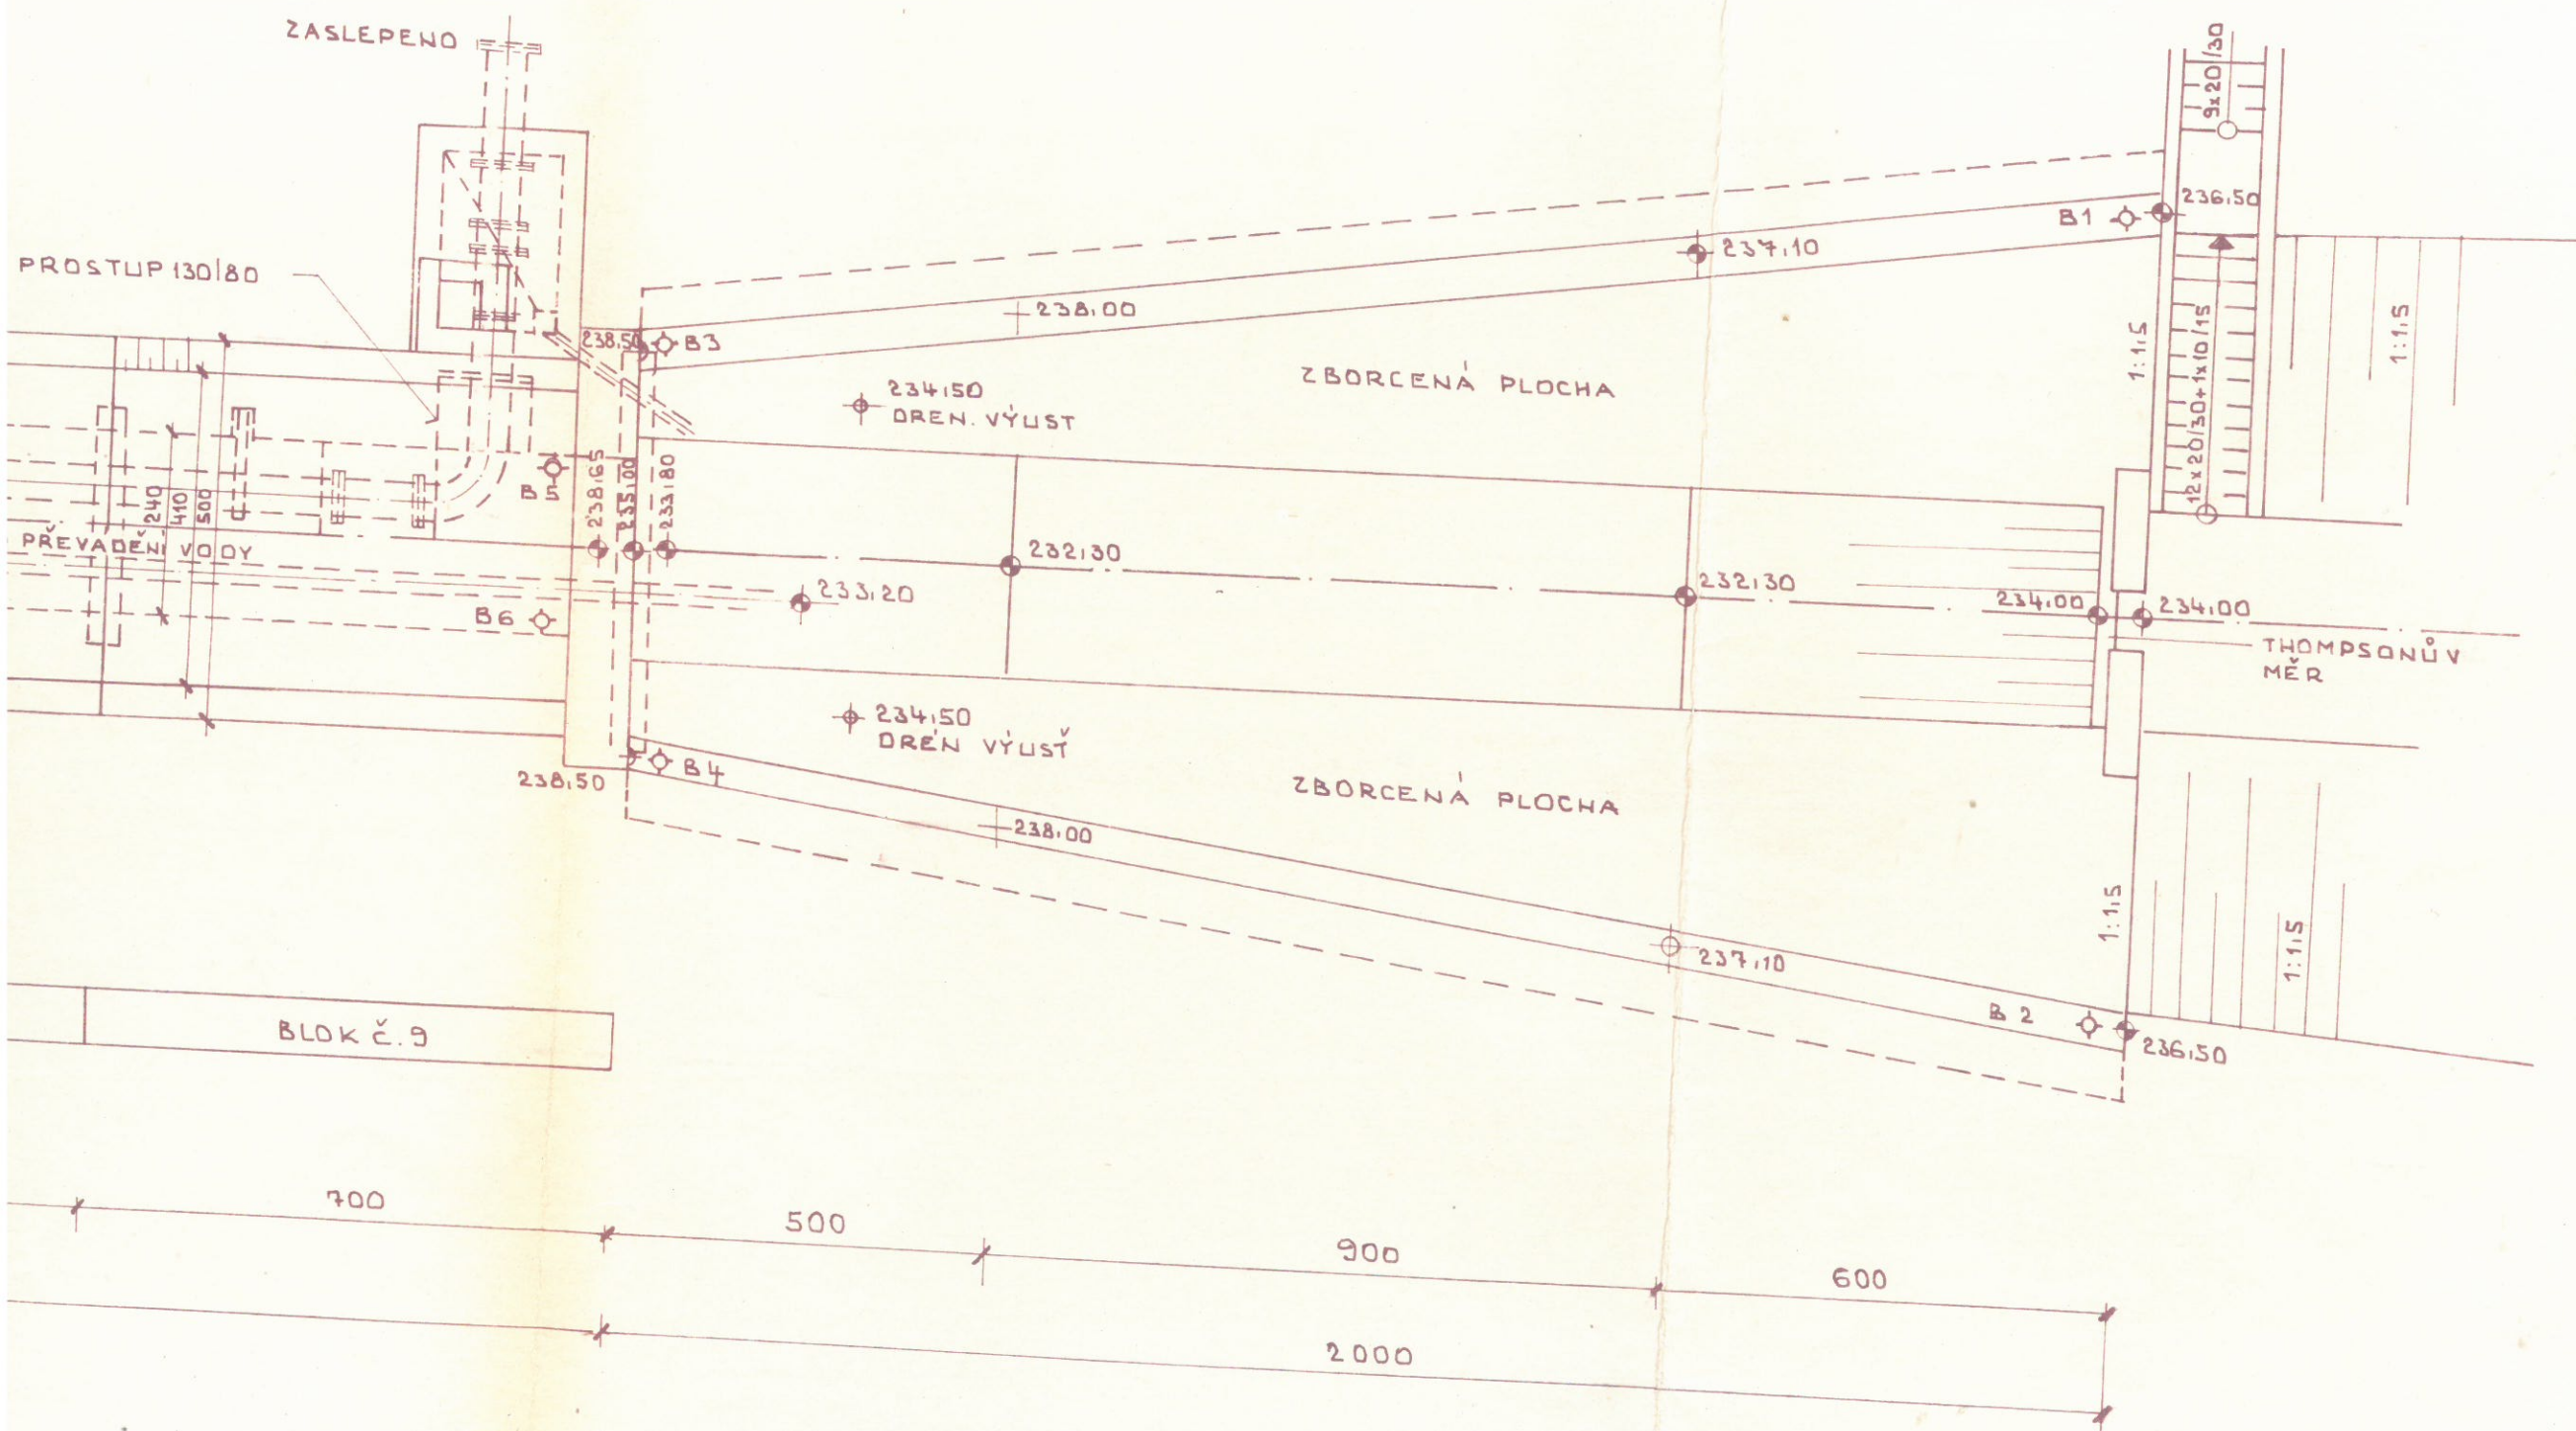 ZASLEPENO
9x20/30
236,50
B1
237,10
PROSTUP 130/80
238,00
238,50
B3
1:1,5
1:1,5
12x20/30+1x10/15
ZBORCENÁ PLOCHA
234,50
DREN. VÝUST
B5
238,65
235,00
233,80
240
410
500
PŘEVADĚNÍ VODY
232,30
232,30
233,20
234,00
234,00
B6
THOMPSONŮV
MĚR
234,50
DRÉN VÝUSŤ
B4
238,50
ZBORCENÁ PLOCHA
238,00
1:1,5
1:1,5
237,10
B 2
236,50
BLOK č. 9
700
500
900
600
2000